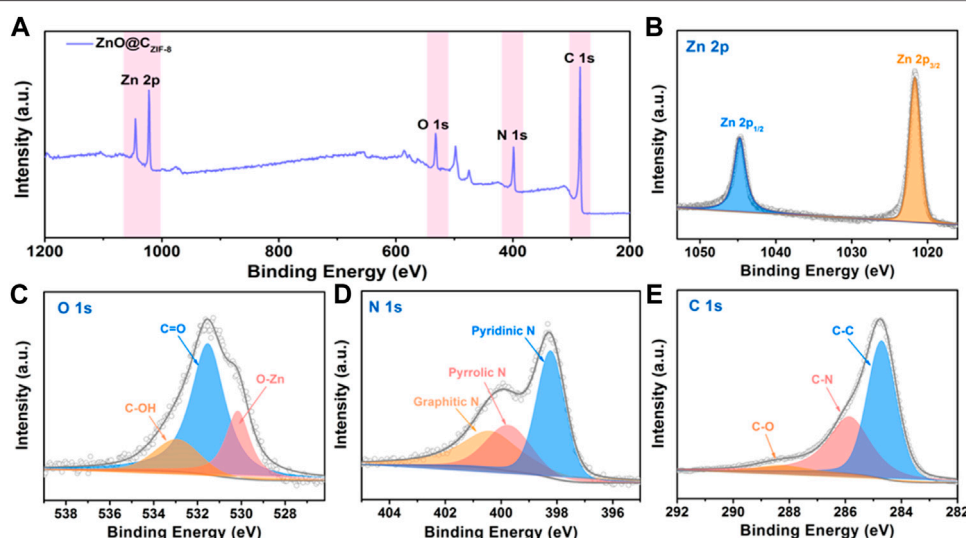 A
ZnO@C_ZIF-8
Zn 2p
O 1s
N 1s
C 1s
Intensity (a.u.)
1200 1000 800 600 400 200
Binding Energy (eV)
B
Zn 2p
Zn 2p3/2
Zn 2p1/2
Intensity (a.u.)
1050 1040 1030 1020
Binding Energy (eV)
C
O 1s
C=O
O-Zn
C-OH
Intensity (a.u.)
538 536 534 532 530 528
Binding Energy (eV)
D
N 1s
Pyridinic N
Pyrrolic N
Graphitic N
Intensity (a.u.)
404 402 400 398 396
Binding Energy (eV)
E
C 1s
C-C
C-N
C-O
Intensity (a.u.)
292 290 288 286 284 282
Binding Energy (eV)